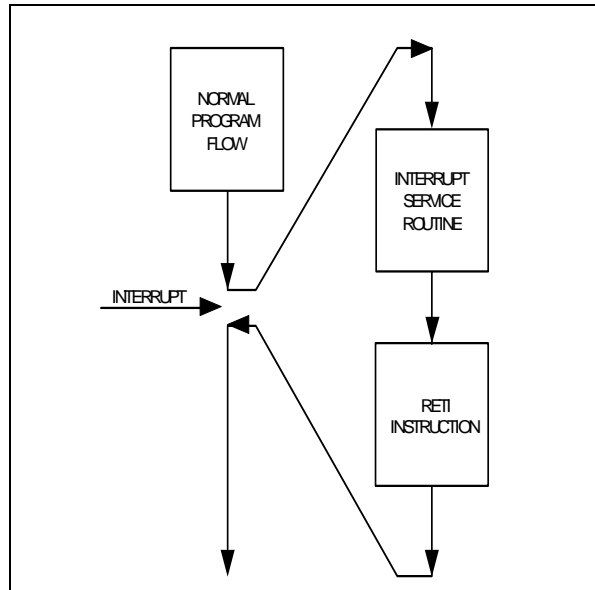 NORMAL
PROGRAM
FLOW
INTERRUPT
SERVICE
ROUTINE
INTERRUPT
RETI
INSTRUCTION